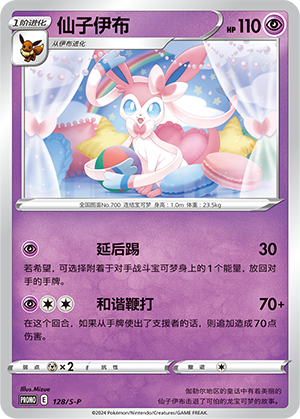 1阶进化
仙子伊布
HP 110
从伊布进化
全国图鉴No.700 连结宝可梦 身高：1.0m 体重：23.5kg
延后踢 30
若希望，可选择附着于对手战斗宝可梦身上的1个能量，放回对
手的手牌。
和谐鞭打 70+
在这个回合，如果从手牌使出了支援者的话，则追加造成70点
伤害。
弱点 ×2 抵抗力 撤退
Illus.Mizue
PROMO E 128/S-P
伽勒尔地区的童话中有着美丽的
仙子伊布击退了可怕的龙宝可梦的故事。
©2024 Pokémon/Nintendo/Creatures/GAME FREAK.